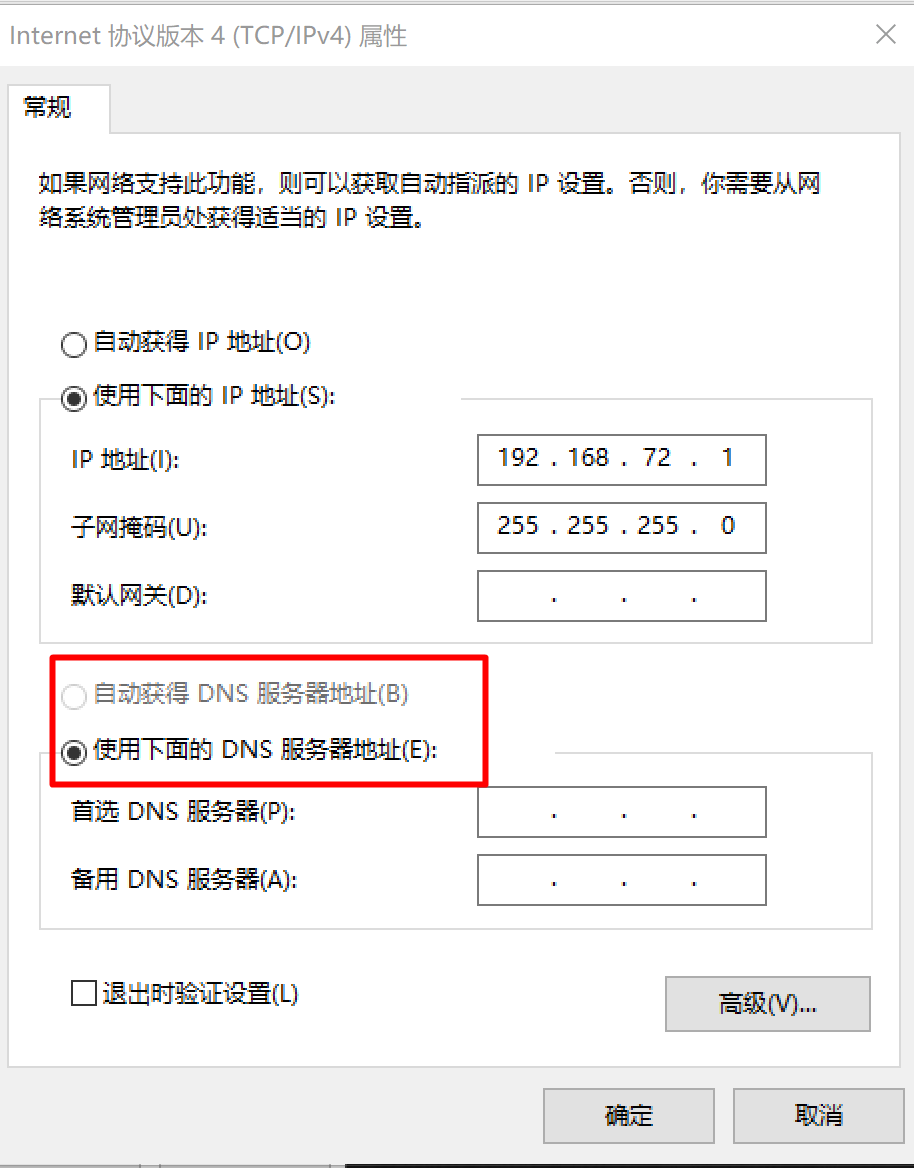 Internet 协议版本 4 (TCP/IPv4) 属性
常规
如果网络支持此功能，则可以获取自动指派的 IP 设置。否则，你需要从网
络系统管理员处获得适当的 IP 设置。
自动获得 IP 地址(O)
使用下面的 IP 地址(S):
IP 地址(I):
192 . 168 . 72 . 1
子网掩码(U):
255 . 255 . 255 . 0
默认网关(D):
. . .
自动获得 DNS 服务器地址(B)
使用下面的 DNS 服务器地址(E):
首选 DNS 服务器(P):
. . .
备用 DNS 服务器(A):
. . .
退出时验证设置(L)
高级(V)...
确定
取消